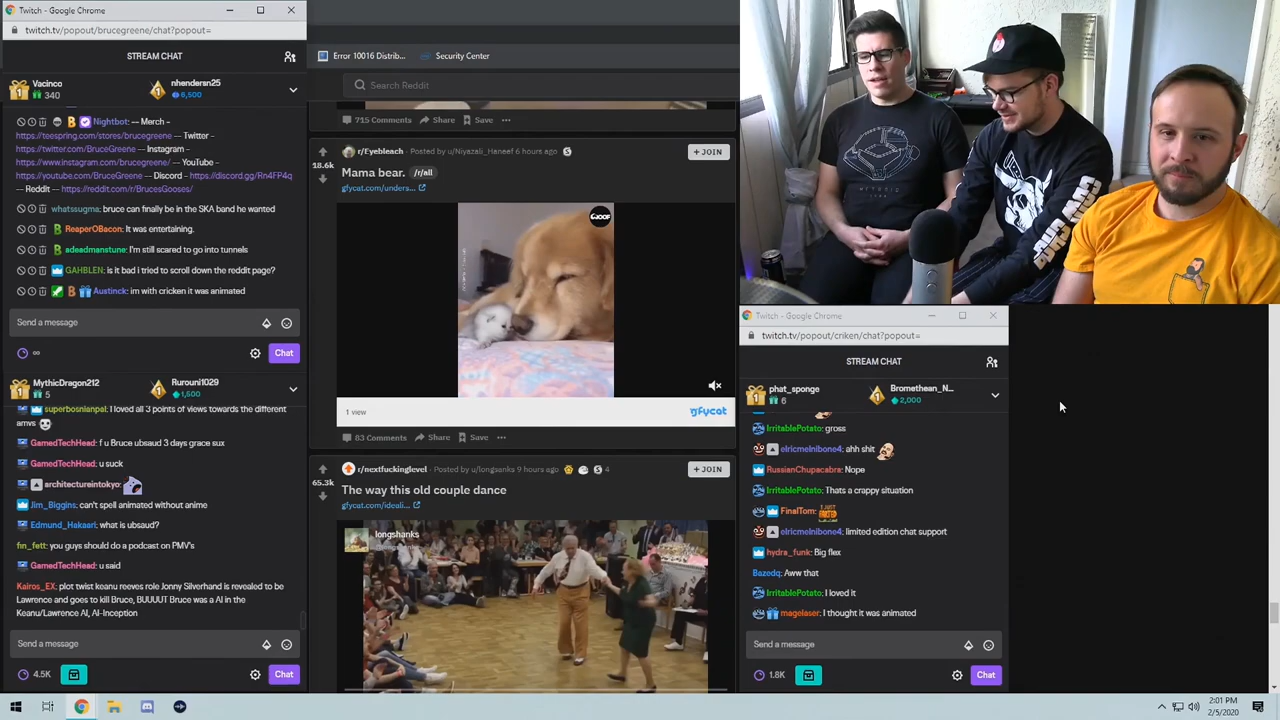 Twitch - Google Chrome
twitch.tv/popout/brucegreene/chat?popout=
STREAM CHAT
Vacinco
340
nhendersn25
6,500
Nightbot: -- Merch -
https://teespring.com/stores/brucegreene -- Twitter -
https://twitter.com/BruceGreene -- Instagram -
https://www.instagram.com/brucegreene/ -- YouTube -
https://youtube.com/BruceGreene -- Discord - https://discord.gg/Rn4FP4q
-- Reddit -- https://reddit.com/r/BrucesGooses/
whatssugma: bruce can finally be in the SKA band he wanted
ReaperOBacon: It was entertaining.
adeadmanstune: I'm still scared to go into tunnels
GAHBLEN: is it bad i tried to scroll down the reddit page?
Austinck: im with cricken it was animated
Send a message
Chat
MythicDragon212
5
Rurouni1029
1,500
superbosnianpal: I loved all 3 points of views towards the different
amvs
GamedTechHead: f u Bruce ubsaud 3 days grace sux
GamedTechHead: u suck
architectureintokyo:
Jim_Biggins: can't spell animated without anime
Edmund_Hakaari: what is ubsaud?
fin_fett: you guys should do a podcast on PMV's
GamedTechHead: u said
Kairos_EX: plot twist keanu reeves role Jonny Silverhand is revealed to be
Lawrence and goes to kill Bruce, BUUUUT Bruce was a AI in the
Keanu/Lawrence AI, AI-Inception
Send a message
4.5K
Chat
Error 10016 Distrib...
Security Center
Search Reddit
715 Comments
Share
Save
18.6k
r/Eyebleach · Posted by u/Niyazali_Haneef 6 hours ago
+ JOIN
Mama bear. /r/all
gfycat.com/unders...
WOOF
1 view
gfycat
83 Comments
Share
Save
65.3k
r/nextfuckinglevel · Posted by u/longsanks 9 hours ago
4
+ JOIN
The way this old couple dance
gfycat.com/ideali...
longshanks
METROID
Twitch - Google Chrome
twitch.tv/popout/criken/chat?popout=
STREAM CHAT
phat_sponge
6
Bromethean_N...
2,000
IrritablePotato: gross
elricmelnibone4: ahh shit
RussianChupacabra: Nope
IrritablePotato: Thats a crappy situation
FinalTom:
elricmelnibone4: limited edition chat support
hydra_funk: Big flex
Bazedq: Aww that
IrritablePotato: I loved it
magelaser: I thought it was animated
Send a message
1.8K
Chat
2:01 PM
2/5/2020